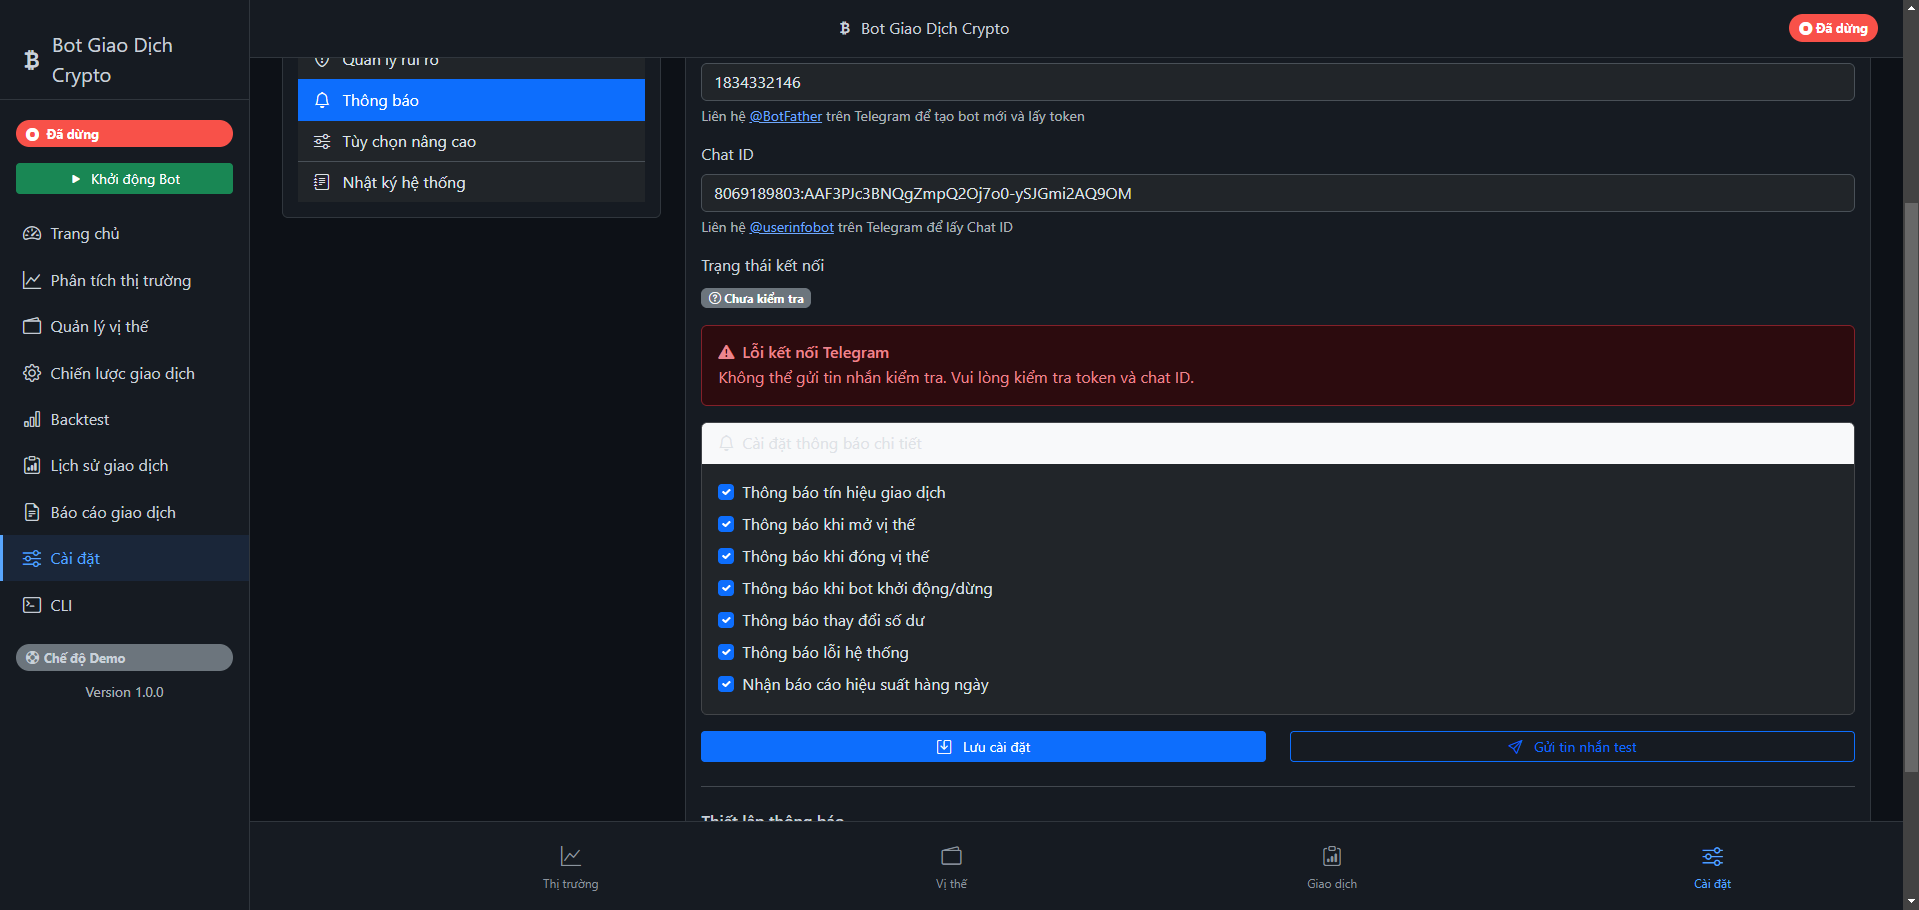 Bot Giao Dịch
Crypto
Đã dừng
Khởi động Bot
Trang chủ
Phân tích thị trường
Quản lý vị thế
Chiến lược giao dịch
Backtest
Lịch sử giao dịch
Báo cáo giao dịch
Cài đặt
CLI
Chế độ Demo
Version 1.0.0
Bot Giao Dịch Crypto
Đã dừng
Quản lý rủi ro
Thông báo
Tùy chọn nâng cao
Nhật ký hệ thống
1834332146
Liên hệ @BotFather trên Telegram để tạo bot mới và lấy token
Chat ID
8069189803:AAF3PJc3BNQgZmpQ2Oj7o0-ySJGmi2AQ9OM
Liên hệ @userinfobot trên Telegram để lấy Chat ID
Trạng thái kết nối
Chưa kiểm tra
Lỗi kết nối Telegram
Không thể gửi tin nhắn kiểm tra. Vui lòng kiểm tra token và chat ID.
Cài đặt thông báo chi tiết
Thông báo tín hiệu giao dịch
Thông báo khi mở vị thế
Thông báo khi đóng vị thế
Thông báo khi bot khởi động/dừng
Thông báo thay đổi số dư
Thông báo lỗi hệ thống
Nhận báo cáo hiệu suất hàng ngày
Lưu cài đặt
Gửi tin nhắn test
Thiết lập thông báo
Thị trường
Vị thế
Giao dịch
Cài đặt